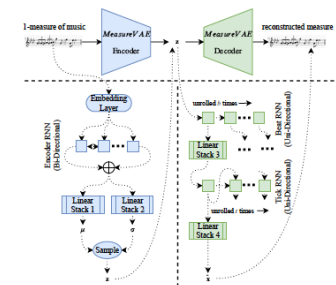 1-measure of music
MeasureVAE
Encoder
z
MeasureVAE
Decoder
reconstructed measure
Embedding
Layer
Encoder RNN
(Bi-Directional)
Linear
Stack 1
Linear
Stack 2
μ
σ
Sample
z
unrolled b times
Beat RNN
(Uni-Directional)
Linear
Stack 3
Tick RNN
(Uni-Directional)
unrolled t times
Linear
Stack 4